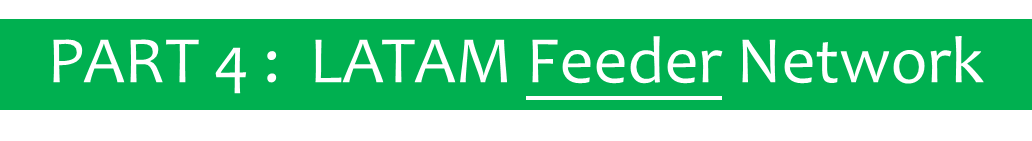 PART 4 : LATAM Feeder Network